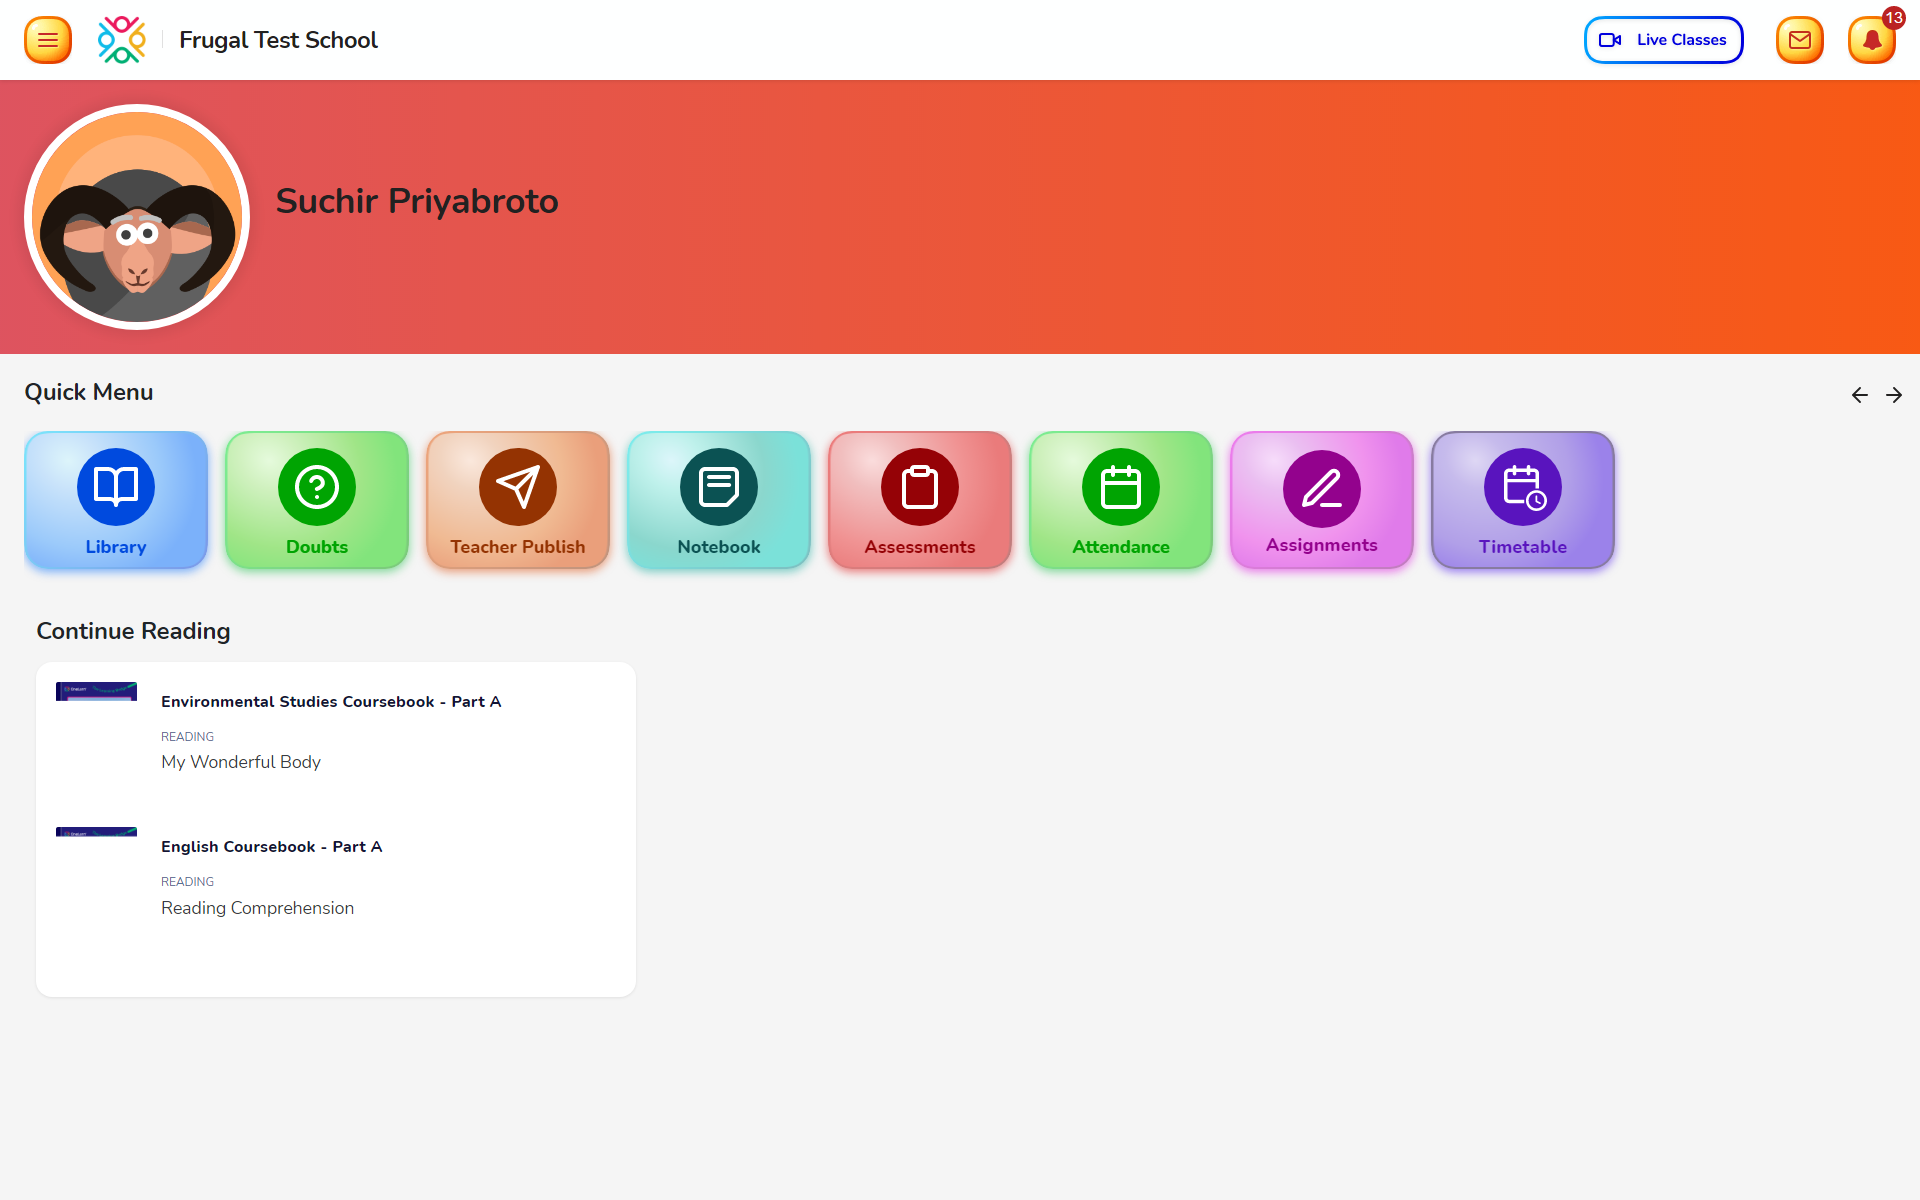 Frugal Test School
Live Classes
13
Suchir Priyabroto
Quick Menu
Library
Doubts
Teacher Publish
Notebook
Assessments
Attendance
Assignments
Timetable
Continue Reading
Environmental Studies Coursebook - Part A
READING
My Wonderful Body
English Coursebook - Part A
READING
Reading Comprehension